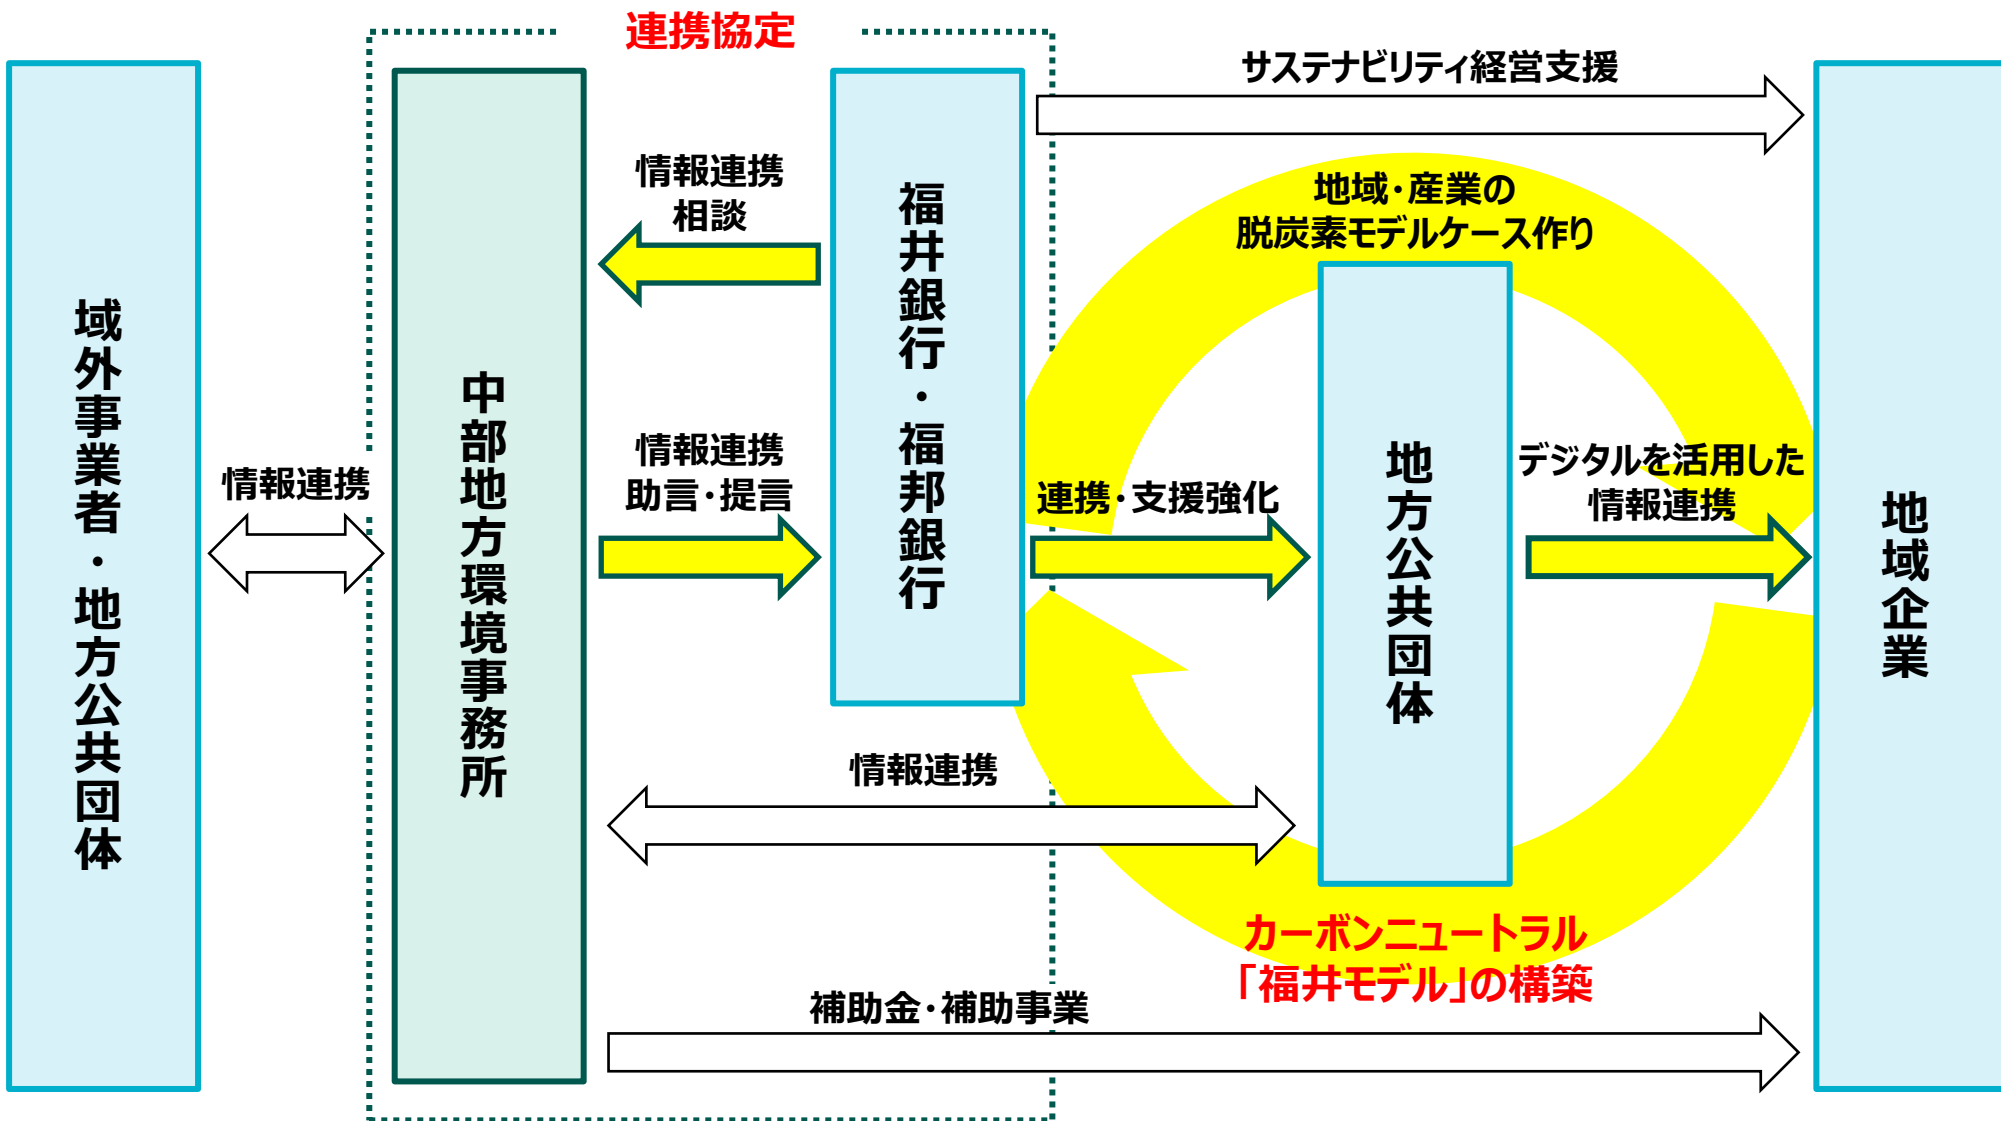 連携協定
サステナビリティ経営支援
域外事業者・地方公共団体
情報連携
中部地方環境事務所
情報連携
相談
情報連携
助言・提言
福井銀行・福邦銀行
地域・産業の
脱炭素モデルケース作り
連携・支援強化
地方公共団体
デジタルを活用した
情報連携
地域企業
情報連携
カーボンニュートラル
「福井モデル」の構築
補助金・補助事業